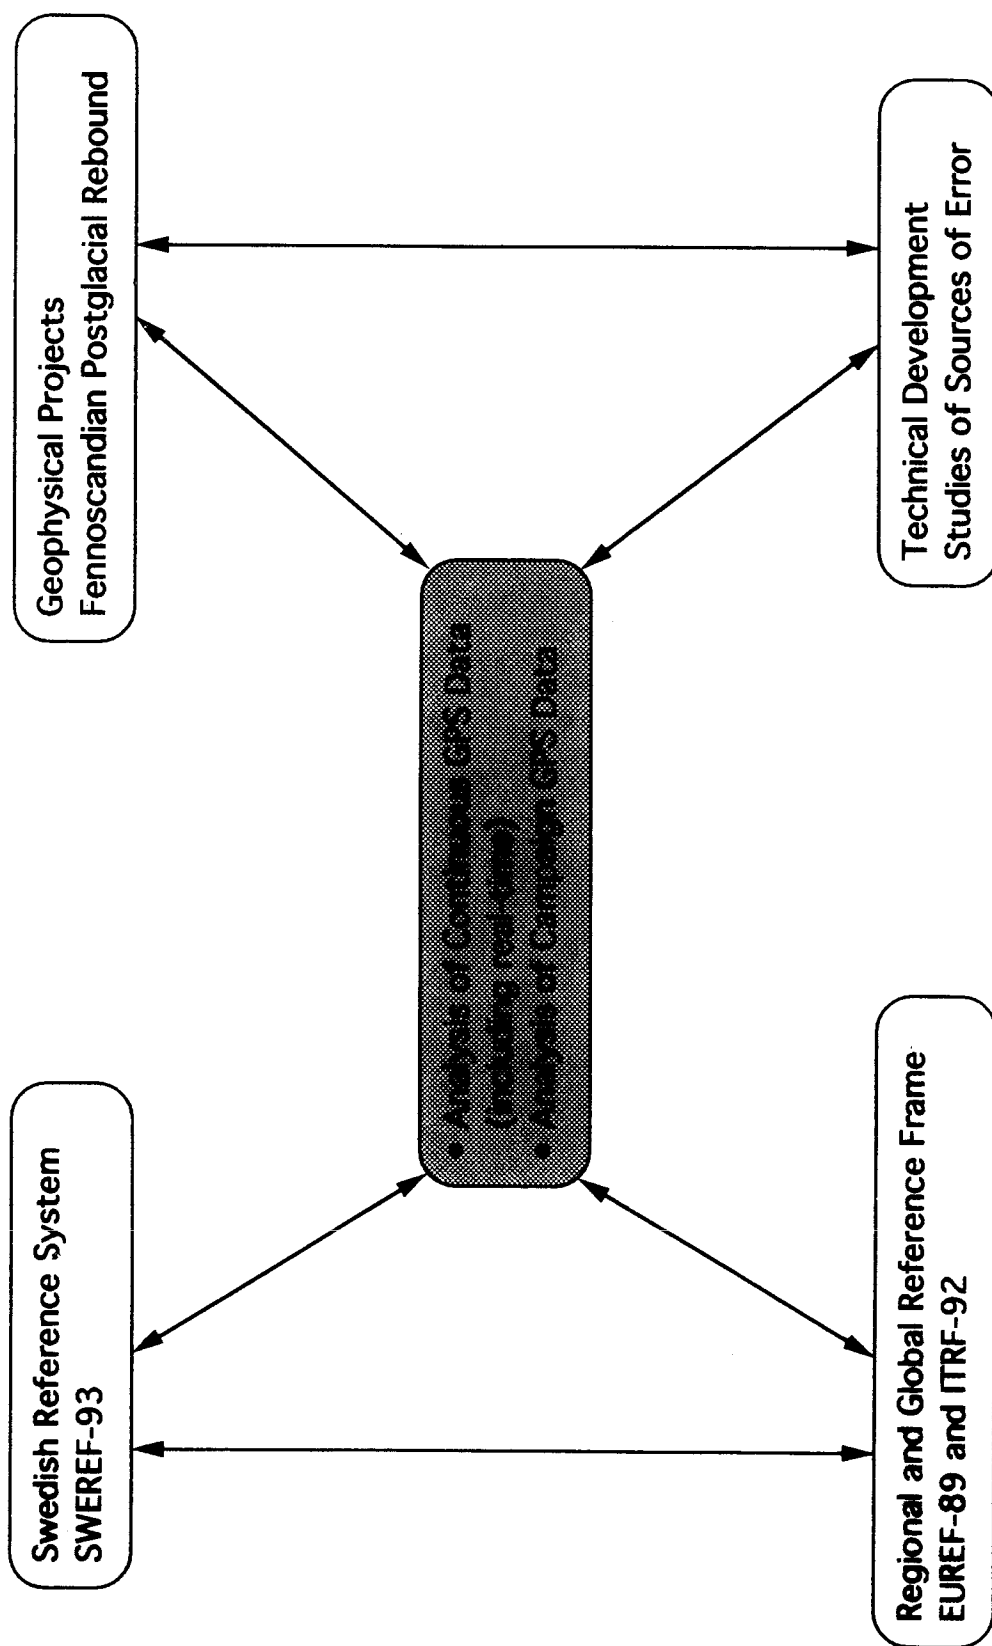 Swedish Reference System
SWEREF-93
Geophysical Projects
Fennoscandian Postglacial Rebound
• Analysis of Continuous GPS Data
(including real-time)
• Analysis of Campaign GPS Data
Regional and Global Reference Frame
EUREF-89 and ITRF-92
Technical Development
Studies of Sources of Error